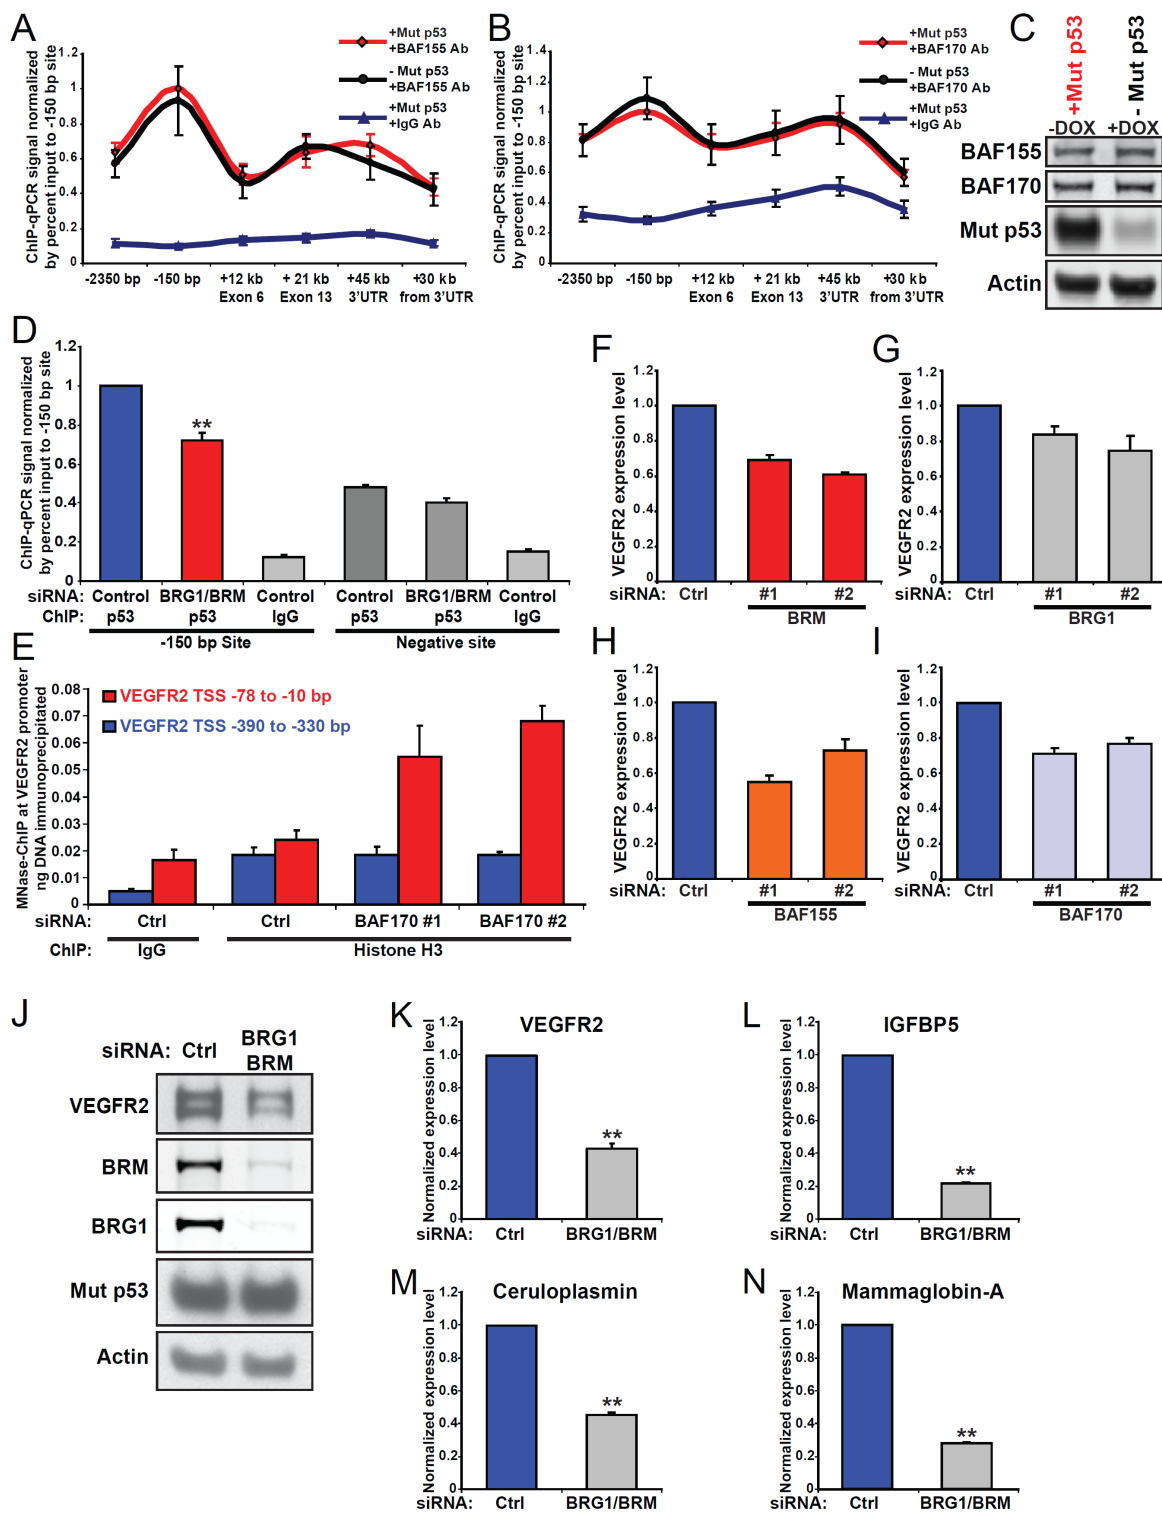 A
ChIP-qPCR signal normalized
by percent input to -150 bp site
1.2
1
0.8
0.6
0.4
0.2
0
+Mut p53
+BAF155 Ab
- Mut p53
+BAF155 Ab
+Mut p53
+IgG Ab
-2350 bp -150 bp +12 kb + 21 kb +45 kb +30 kb
Exon 6 Exon 13 3'UTR from 3'UTR
B
ChIP-qPCR signal normalized
by percent input to -150 bp site
1.4
1.2
1.0
0.8
0.6
0.4
0.2
0
+Mut p53
+BAF170 Ab
- Mut p53
+BAF170 Ab
+Mut p53
+IgG Ab
-2350 bp -150 bp +12 kb + 21 kb +45 kb +30 kb
Exon 6 Exon 13 3'UTR from 3'UTR
C
+Mut p53
- Mut p53
-DOX +DOX
BAF155
BAF170
Mut p53
Actin
D
ChIP-qPCR signal normalized
by percent input to -150 bp site
1.2
1
0.8
0.6
0.4
0.2
0
**
siRNA: Control BRG1/BRM Control Control BRG1/BRM Control
ChIP: p53 p53 IgG p53 p53 IgG
-150 bp Site Negative site
E
MNase-ChIP at VEGFR2 promoter
ng DNA immunoprecipitated
0.08
0.07
0.06
0.05
0.04
0.03
0.02
0.01
0
VEGFR2 TSS -78 to -10 bp
VEGFR2 TSS -390 to -330 bp
siRNA: Ctrl Ctrl BAF170 #1 BAF170 #2
ChIP: IgG Histone H3
F
VEGFR2 expression level
1.2
1.0
0.8
0.6
0.4
0.2
0
siRNA: Ctrl #1 #2
BRM
G
VEGFR2 expression level
1.2
1.0
0.8
0.6
0.4
0.2
0
siRNA: Ctrl #1 #2
BRG1
H
VEGFR2 expression level
1.2
1.0
0.8
0.6
0.4
0.2
0
siRNA: Ctrl #1 #2
BAF155
I
VEGFR2 expression level
1.2
1.0
0.8
0.6
0.4
0.2
0
siRNA: Ctrl #1 #2
BAF170
J
siRNA: Ctrl BRG1
BRM
VEGFR2
BRM
BRG1
Mut p53
Actin
K
VEGFR2
Normalized expression level
1.2
1.0
0.8
0.6
0.4
0.2
0
**
siRNA: Ctrl BRG1/BRM
L
IGFBP5
Normalized expression level
1.2
1.0
0.8
0.6
0.4
0.2
0
**
siRNA: Ctrl BRG1/BRM
M
Ceruloplasmin
Normalized expression level
1.2
1.0
0.8
0.6
0.4
0.2
0
**
siRNA: Ctrl BRG1/BRM
N
Mammaglobin-A
Normalized expression level
1.2
1.0
0.8
0.6
0.4
0.2
0
**
siRNA: Ctrl BRG1/BRM